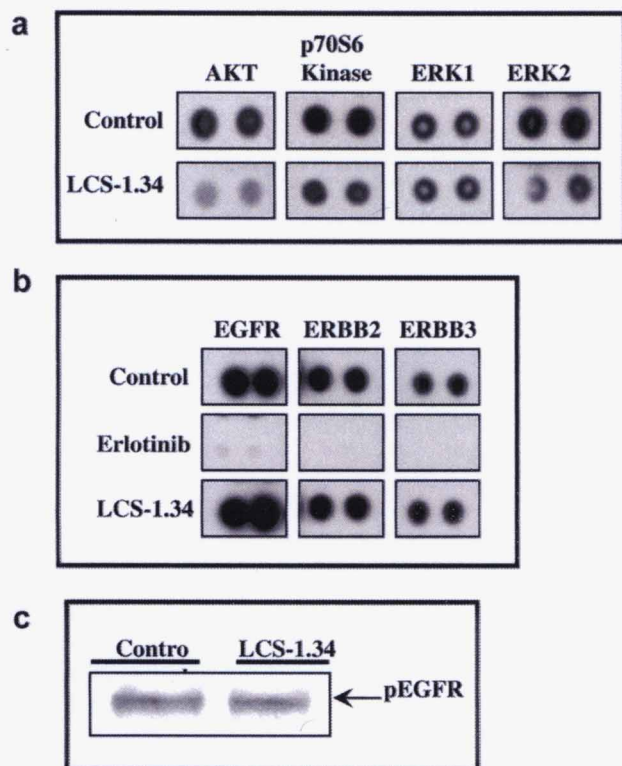 a
p70S6
AKT Kinase ERK1 ERK2
Control
LCS-1.34
b
EGFR ERBB2 ERBB3
Control
Erlotinib
LCS-1.34
c
Contro LCS-1.34
pEGFR